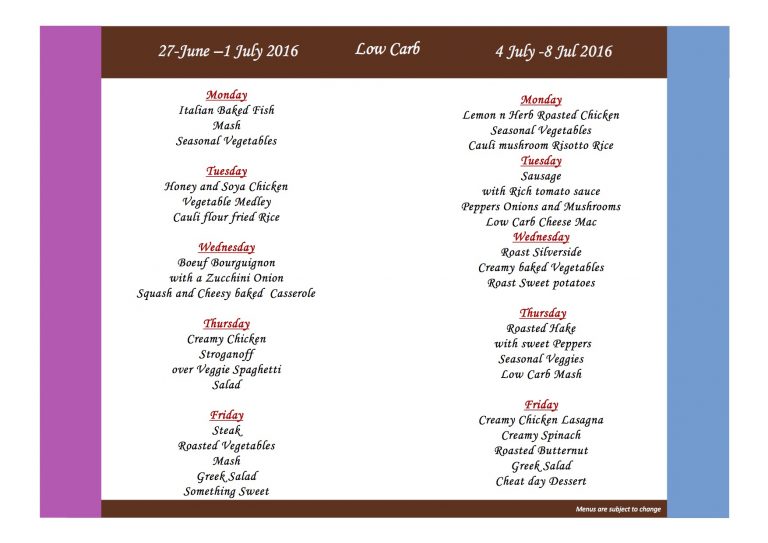 27-June –1 July 2016
Low Carb
4 July -8 Jul 2016
Monday
Italian Baked Fish
Mash
Seasonal Vegetables
Tuesday
Honey and Soya Chicken
Vegetable Medley
Cauli flour fried Rice
Wednesday
Boeuf Bourguignon
with a Zucchini Onion
Squash and Cheesy baked Casserole
Thursday
Creamy Chicken
Stroganoff
over Veggie Spaghetti
Salad
Friday
Steak
Roasted Vegetables
Mash
Greek Salad
Something Sweet
Monday
Lemon n Herb Roasted Chicken
Seasonal Vegetables
Cauli mushroom Risotto Rice
Tuesday
Sausage
with Rich tomato sauce
Peppers Onions and Mushrooms
Low Carb Cheese Mac
Wednesday
Roast Silverside
Creamy baked Vegetables
Roast Sweet potatoes
Thursday
Roasted Hake
with sweet Peppers
Seasonal Veggies
Low Carb Mash
Friday
Creamy Chicken Lasagna
Creamy Spinach
Roasted Butternut
Greek Salad
Cheat day Dessert
Menus are subject to change